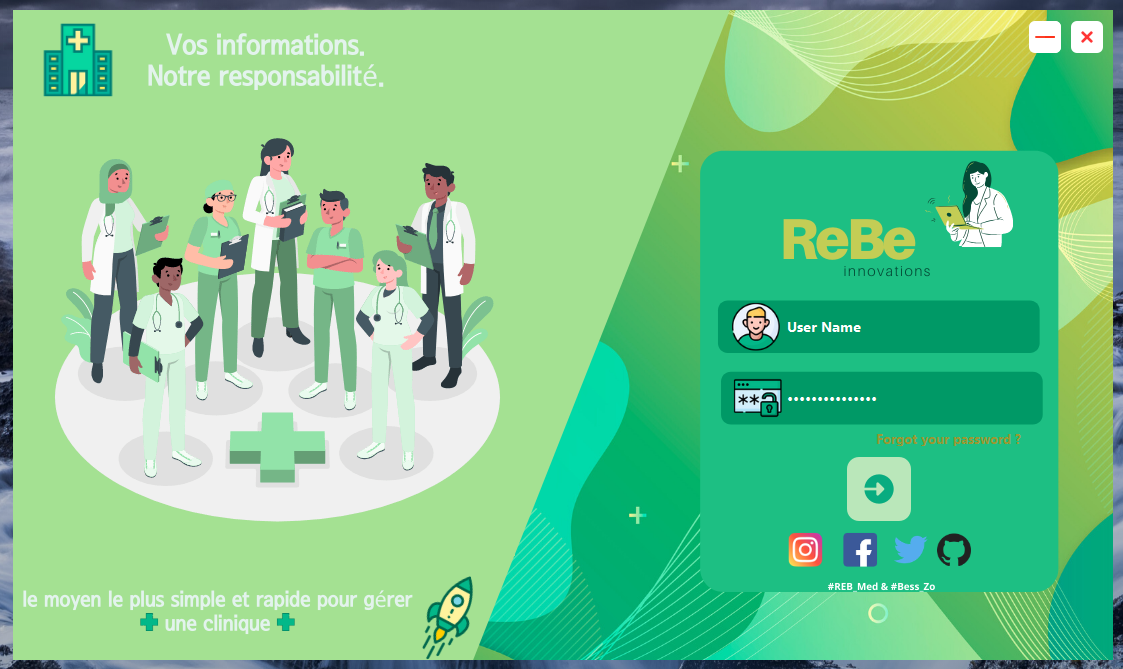 Vos informations.
Notre responsabilité.
ReBe
innovations
User Name
•••••••••••••••
Forgot your password ?
#REB_Med & #Bess_Zo
le moyen le plus simple et rapide pour gérer
une clinique